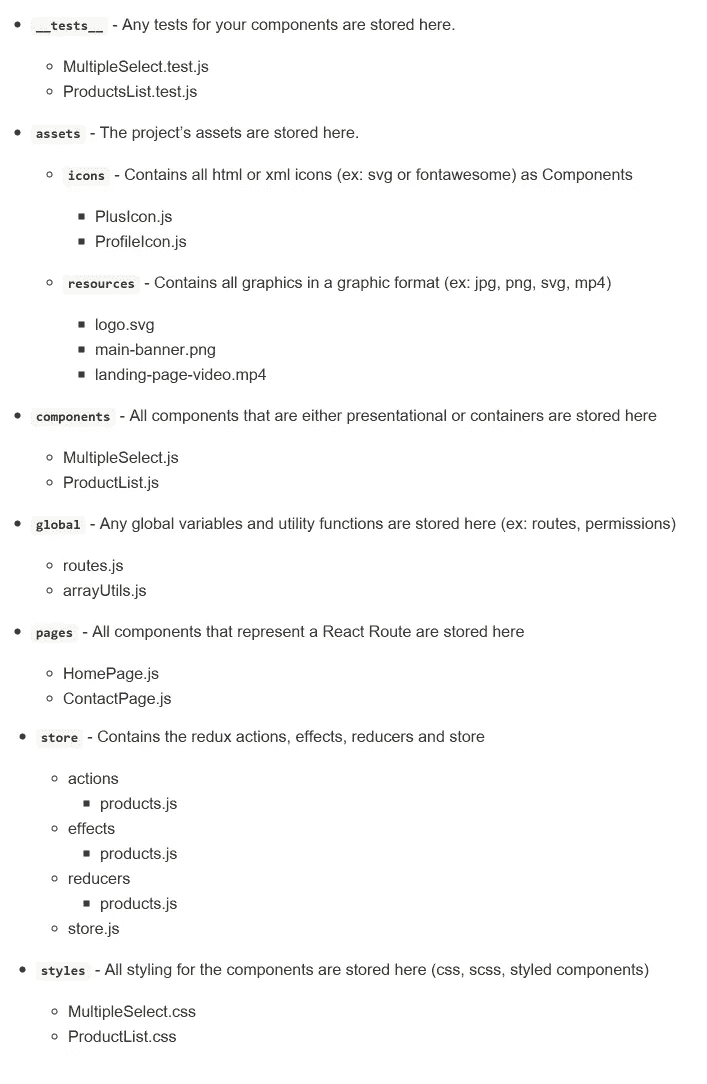 __tests__ - Any tests for your components are stored here.
MultipleSelect.test.js
ProductsList.test.js
assets - The project's assets are stored here.
icons - Contains all html or xml icons (ex: svg or fontawesome) as Components
PlusIcon.js
ProfileIcon.js
resources - Contains all graphics in a graphic format (ex: jpg, png, svg, mp4)
logo.svg
main-banner.png
landing-page-video.mp4
components - All components that are either presentational or containers are stored here
MultipleSelect.js
ProductList.js
global - Any global variables and utility functions are stored here (ex: routes, permissions)
routes.js
arrayUtils.js
pages - All components that represent a React Route are stored here
HomePage.js
ContactPage.js
store - Contains the redux actions, effects, reducers and store
actions
products.js
effects
products.js
reducers
products.js
store.js
styles - All styling for the components are stored here (css, scss, styled components)
MultipleSelect.css
ProductList.css